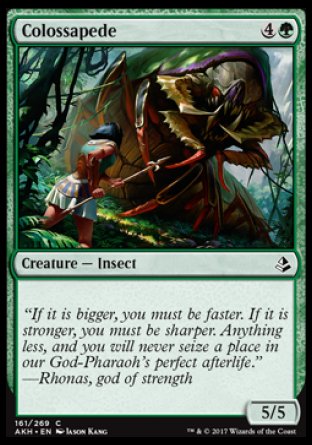 Colossapede 4
Creature — Insect
“If it is bigger, you must be faster. If it is
stronger, you must be sharper. Anything
less, and you will never seize a place in
our God-Pharaoh’s perfect afterlife.”
—Rhonas, god of strength
5/5
161/269 C
AKH • EN Jason Kang
™ & © 2017 Wizards of the Coast